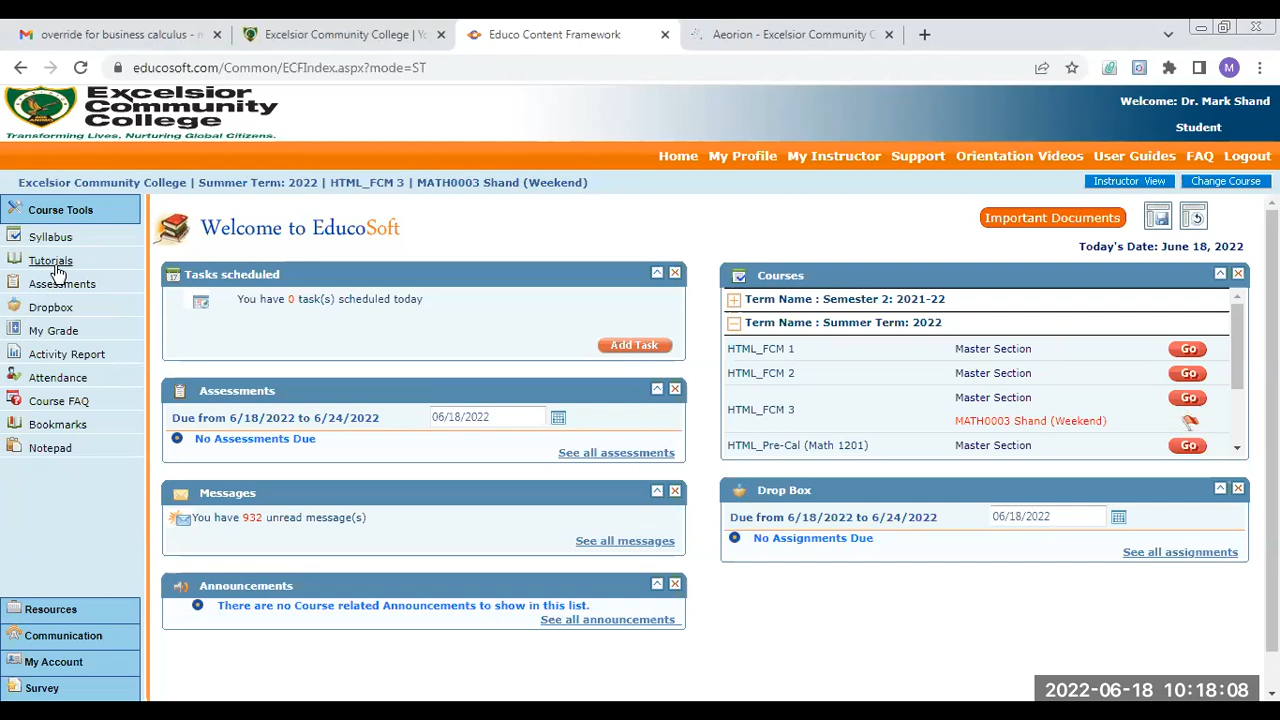 override for business calculus - m
Excelsior Community College | Yo
Educo Content Framework
Aeorion - Excelsior Community C
educosoft.com/Common/ECFIndex.aspx?mode=ST
M
Excelsior
Community
College
Transforming Lives, Nurturing Global Citizens.
Welcome: Dr. Mark Shand
Student
Home My Profile My Instructor Support Orientation Videos User Guides FAQ Logout
Excelsior Community College | Summer Term: 2022 | HTML_FCM 3 | MATH0003 Shand (Weekend)
Instructor View
Change Course
Course Tools
Syllabus
Tutorials
Assessments
Dropbox
My Grade
Activity Report
Attendance
Course FAQ
Bookmarks
Notepad
Resources
Communication
My Account
Survey
Welcome to EducoSoft
Important Documents
Today's Date: June 18, 2022
Tasks scheduled
You have 0 task(s) scheduled today
Add Task
Assessments
Due from 6/18/2022 to 6/24/2022
06/18/2022
No Assessments Due
See all assessments
Messages
You have 932 unread message(s)
See all messages
Announcements
There are no Course related Announcements to show in this list.
See all announcements
Courses
Term Name : Semester 2: 2021-22
Term Name : Summer Term: 2022
HTML_FCM 1 Master Section Go
HTML_FCM 2 Master Section Go
Master Section Go
HTML_FCM 3
MATH0003 Shand (Weekend)
HTML_Pre-Cal (Math 1201) Master Section Go
Drop Box
Due from 6/18/2022 to 6/24/2022
06/18/2022
No Assignments Due
See all assignments
2022-06-18 10:18:08